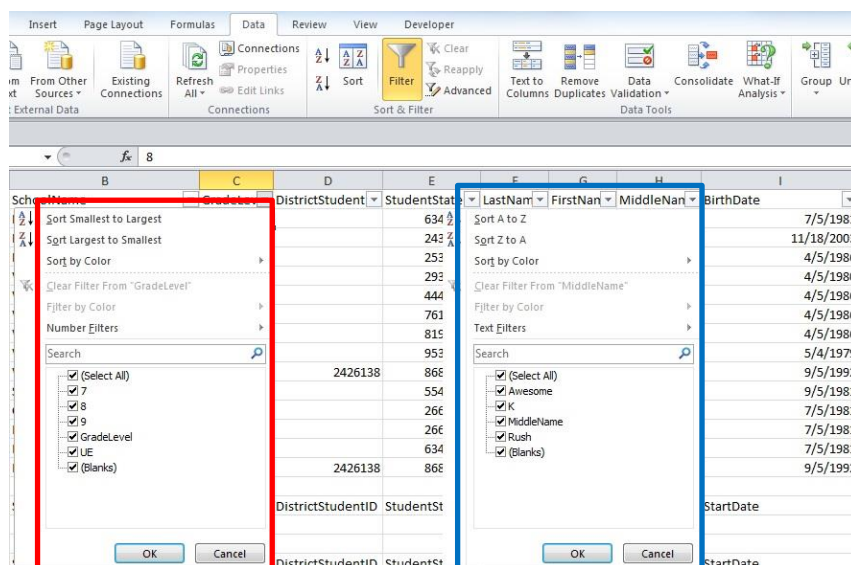 Insert Page Layout Formulas Data Review View Developer
From Other Sources
Existing Connections
Refresh All
Connections
Properties
Edit Links
Sort
Filter
Clear
Reapply
Advanced
Text to Columns
Remove Duplicates
Data Validation
Consolidate
What-If Analysis
Group
External Data Connections Sort & Filter Data Tools
fx 8
B C D E F G H I
SchoolName GradeLev DistrictStudent StudentState LastNam FirstNan MiddleNan BirthDate
Sort Smallest to Largest
Sort Largest to Smallest
Sort by Color
Clear Filter From "GradeLevel"
Filter by Color
Number Filters
Search
(Select All)
7
8
9
GradeLevel
UE
(Blanks)
OK Cancel
2426138
2426138
DistrictStudentID StudentSt
DistrictStudentID StudentSt
634
243
253
293
444
761
819
953
868
554
266
266
634
868
Sort A to Z
Sort Z to A
Sort by Color
Clear Filter From "MiddleName"
Filter by Color
Text Filters
Search
(Select All)
Awesome
K
MiddleName
Rush
(Blanks)
OK Cancel
7/5/198
11/18/200
4/5/198
4/5/198
4/5/198
4/5/198
4/5/198
5/4/197
9/5/199
9/5/198
7/5/198
7/5/198
7/5/198
9/5/199
StartDate
StartDate